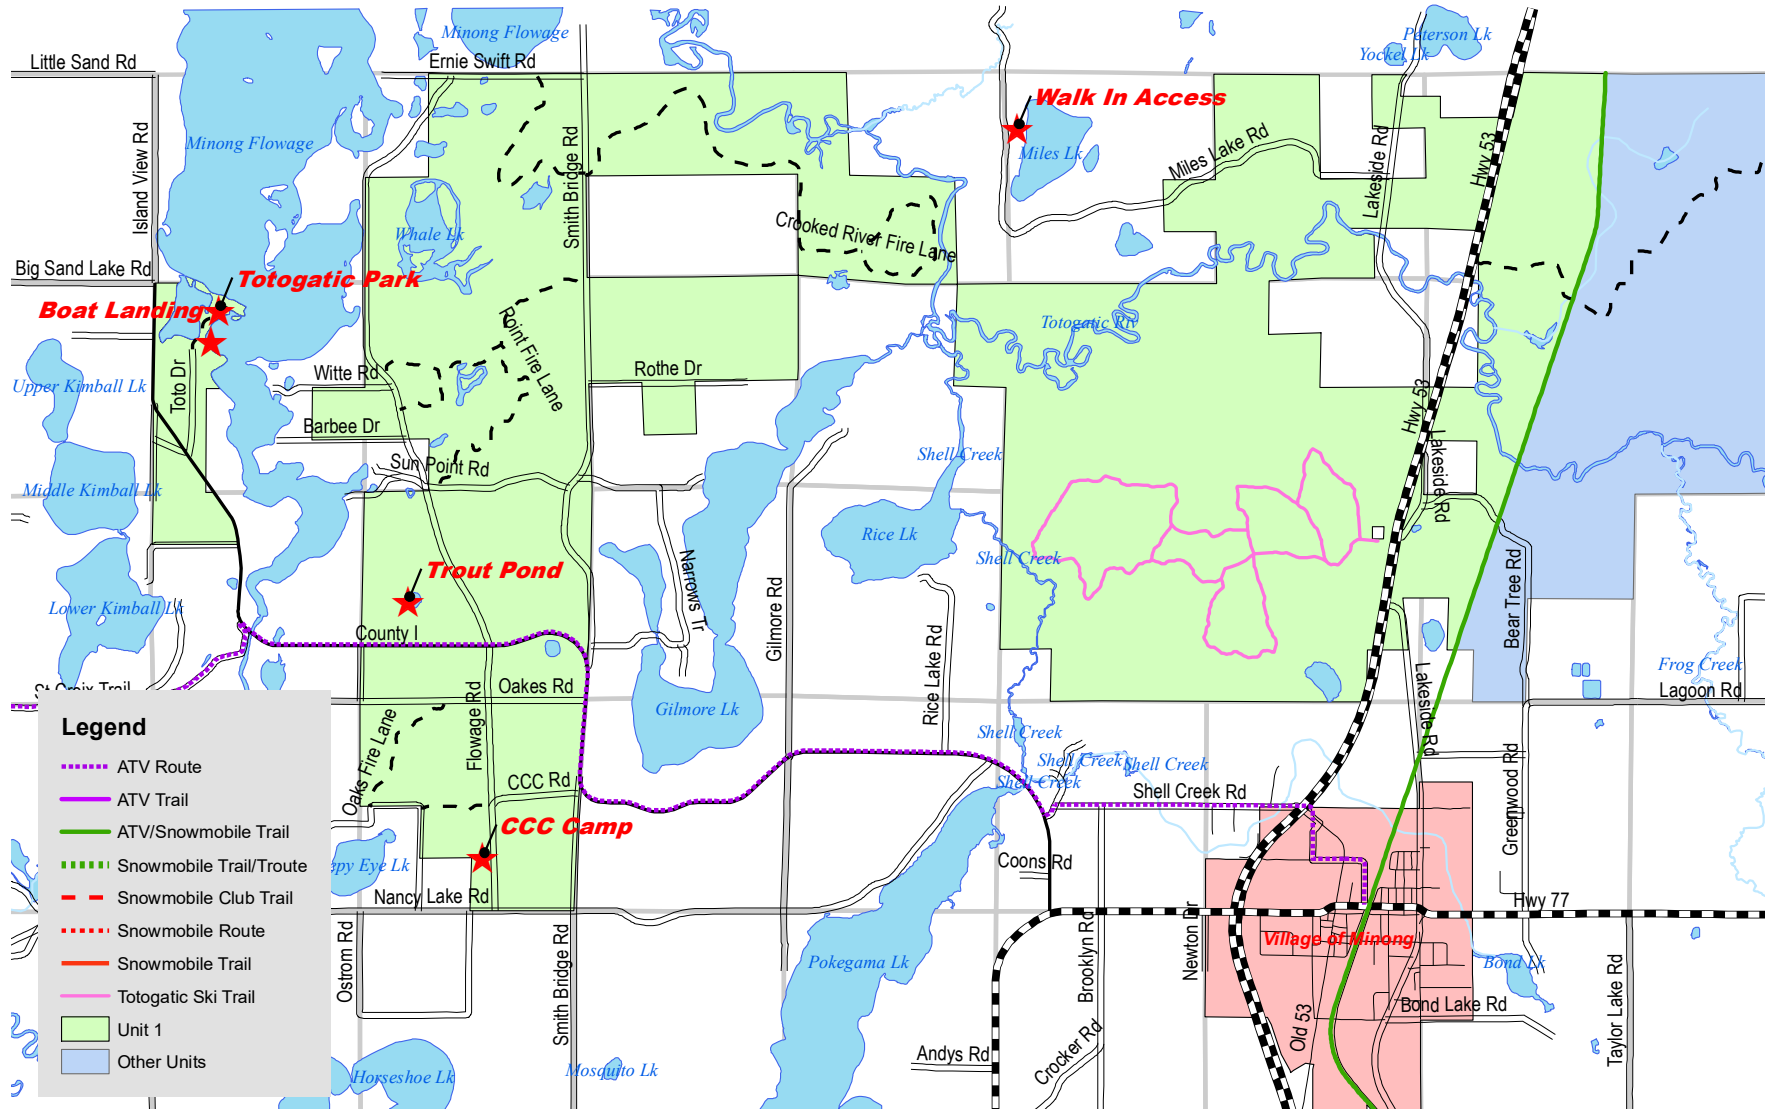 Minong Flowage
Peterson Lk
Yockel Lk
Little Sand Rd
Ernie Swift Rd
Walk In Access
Island View Rd
Minong Flowage
Smith Bridge Rd
Miles Lk
Miles Lake Rd
Lakeside Rd
Hwy 53
Whale Lk
Crooked River Fire Lane
Big Sand Lake Rd
Totogatic Park
Boat Landing
Point Fire Lane
Totogatic Riv
Upper Kimball Lk
Toto Dr
Witte Rd
Rothe Dr
Hwy 53
Barbee Dr
Sun Point Rd
Shell Creek
Lakeside Rd
Middle Kimball Lk
Rice Lk
Shell Creek
Trout Pond
Narrows Tr
Gilmore Rd
Bear Tree Rd
Lower Kimball Lk
County I
Rice Lake Rd
Frog Creek
St Croix Trail
Oakes Rd
Flowage Rd
Gilmore Lk
Lakeside Rd
Lagoon Rd
Legend
Oaks Fire Lane
Shell Creek
Shell Creek
Shell Creek
Shell Creek
Greenwood Rd
ATV Route
CCC Rd
Shell Creek Rd
ATV Trail
ATV/Snowmobile Trail
CCC Camp
Snowmobile Trail/Troute
ppy Eye Lk
Coons Rd
Snowmobile Club Trail
Nancy Lake Rd
Hwy 77
Snowmobile Route
Ostrom Rd
Smith Bridge Rd
Brooklyn Rd
Newton Dr
Village of Minong
Snowmobile Trail
Pokegama Lk
Bond Lk
Totogatic Ski Trail
Bond Lake Rd
Taylor Lake Rd
Unit 1
Old 53
Other Units
Andys Rd
Crocker Rd
Horseshoe Lk
Mosquito Lk